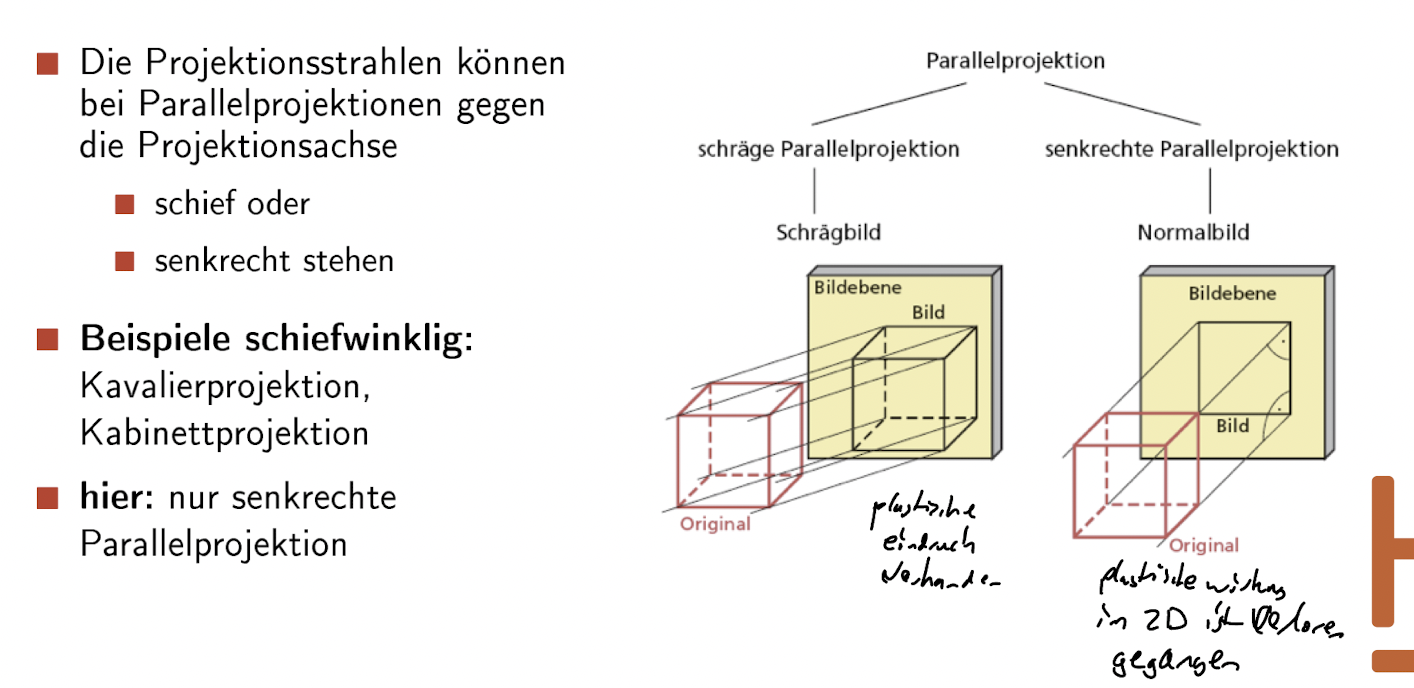 Die Projektionsstrahlen können
bei Parallelprojektionen gegen
die Projektionsachse
schief oder
senkrecht stehen
Beispiele schiefwinklig:
Kavalierprojektion,
Kabinettprojektion
hier: nur senkrechte
Parallelprojektion
Parallelprojektion
schräge Parallelprojektion
senkrechte Parallelprojektion
Schrägbild
Normalbild
Bildebene
Bild
Original
Bildebene
Bild
Original
plastische
eindruck
vorhanden
plastische wirkung
in 2D ist verloren
gegangen